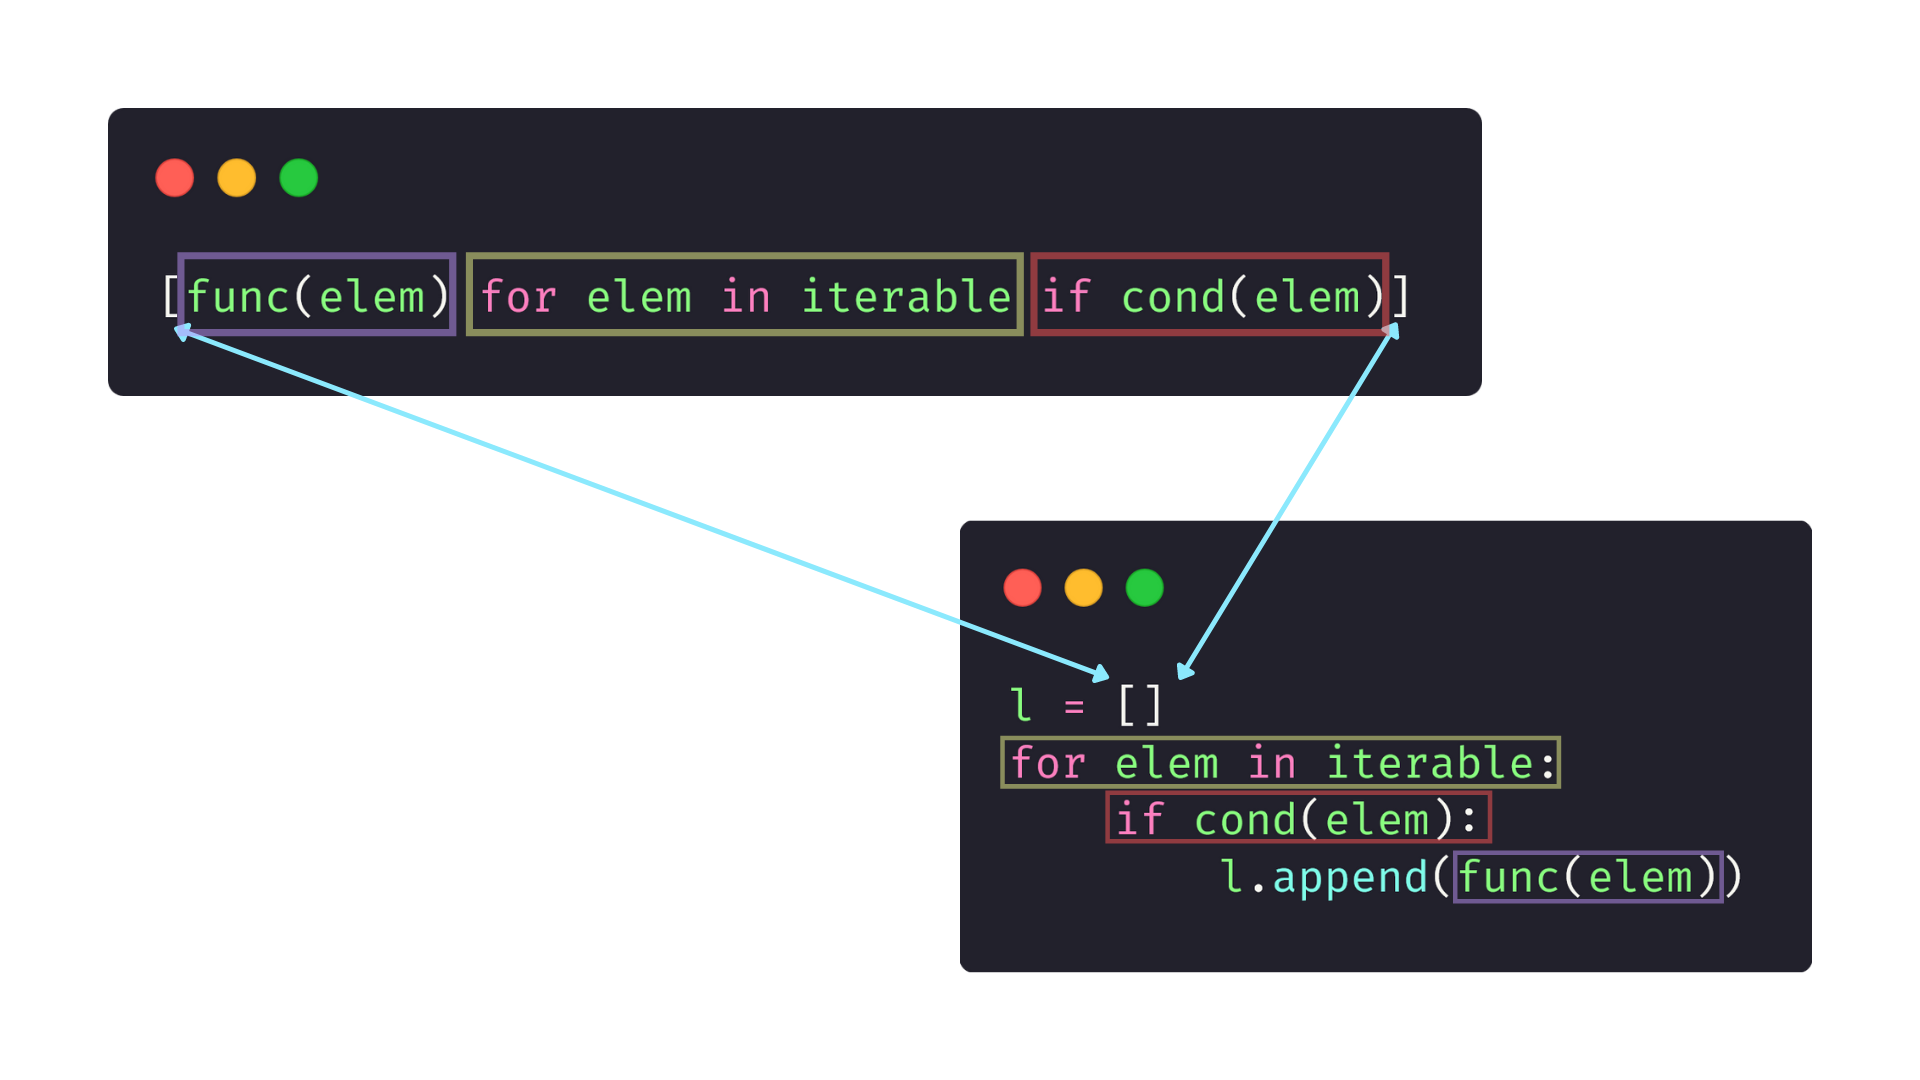 [func(elem) for elem in iterable if cond(elem)]
l = []
for elem in iterable:
if cond(elem):
l.append(func(elem))